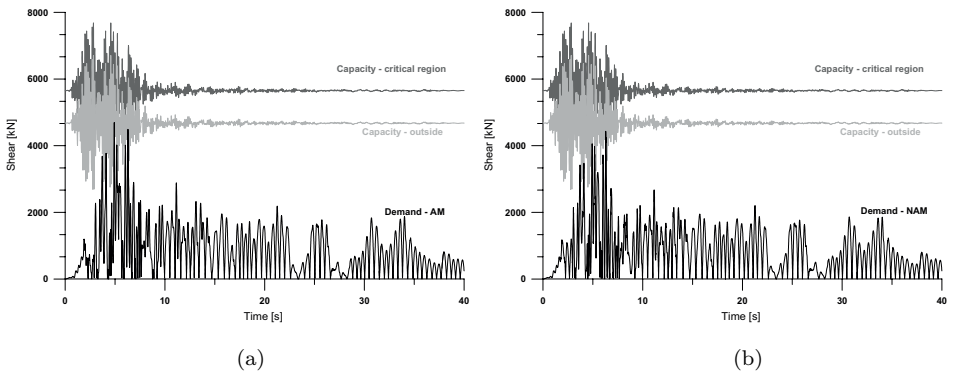 8000
6000
4000
2000
0
Shear [kN]
Capacity - critical region
Capacity - outside
Demand - AM
0 10 20 30 40
Time [s]
(a)
8000
6000
4000
2000
0
Shear [kN]
Capacity - critical region
Capacity - outside
Demand - NAM
0 10 20 30 40
Time [s]
(b)